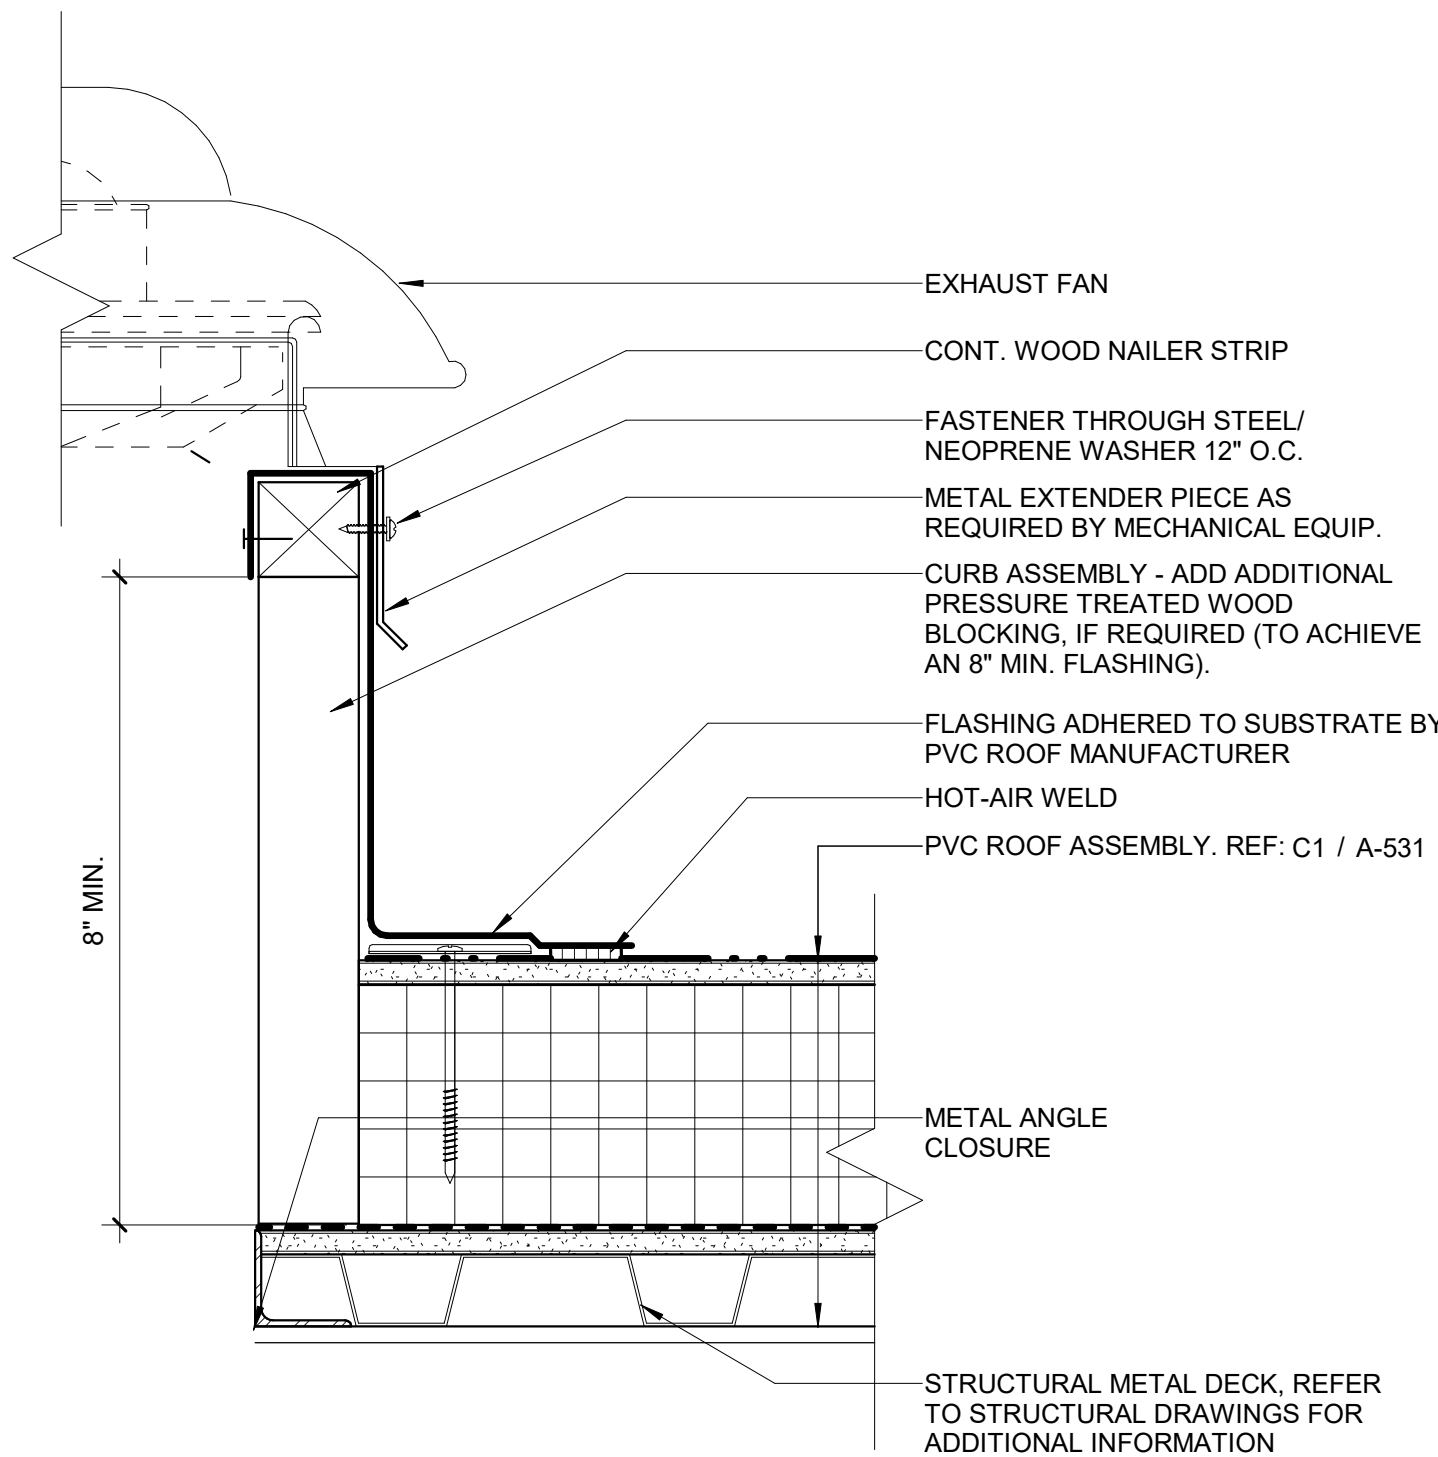 EXHAUST FAN
CONT. WOOD NAILER STRIP
FASTENER THROUGH STEEL/
NEOPRENE WASHER 12" O.C.
METAL EXTENDER PIECE AS
REQUIRED BY MECHANICAL EQUIP.
CURB ASSEMBLY - ADD ADDITIONAL
PRESSURE TREATED WOOD
BLOCKING, IF REQUIRED (TO ACHIEVE
AN 8" MIN. FLASHING).
FLASHING ADHERED TO SUBSTRATE BY
PVC ROOF MANUFACTURER
HOT-AIR WELD
PVC ROOF ASSEMBLY. REF: C1 / A-531
8" MIN.
METAL ANGLE
CLOSURE
STRUCTURAL METAL DECK, REFER
TO STRUCTURAL DRAWINGS FOR
ADDITIONAL INFORMATION